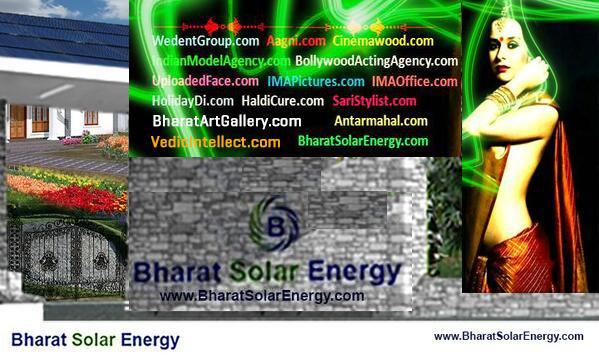 WedentGroup.com Aagni.com Cinemawood.com
IndianModelAgency.com BollywoodActingAgency.com
UploadedFace.com IMAPictures.com IMAOffice.com
HolidayDi.com HaldiCure.com SariStylist.com
BharatArtGallery.com Antarmahal.com
VedicIntellect.com BharatSolarEnergy.com
B
Bharat Solar Energy
www.BharatSolarEnergy.com
Bharat Solar Energy www.BharatSolarEnergy.com